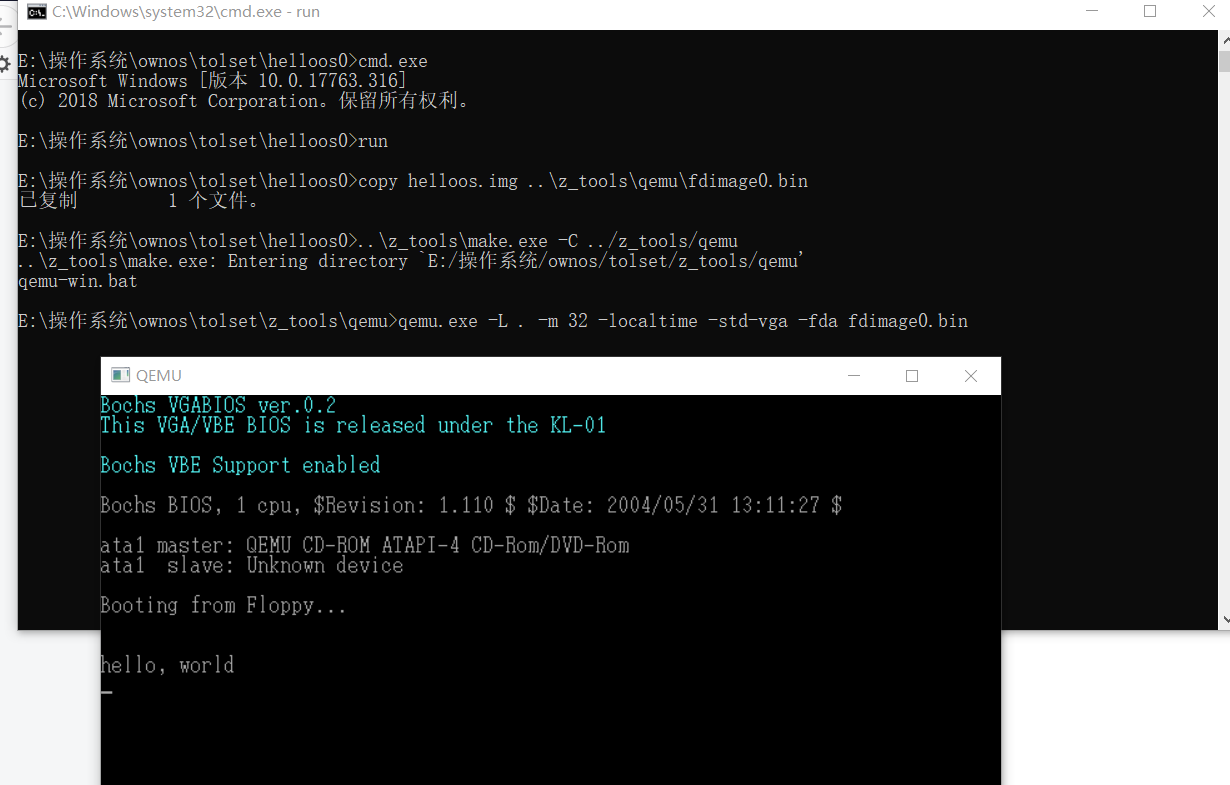 C:\Windows\system32\cmd.exe - run
E:\操作系统\ownos\tolset\helloos0>cmd.exe
Microsoft Windows [版本 10.0.17763.316]
(c) 2018 Microsoft Corporation。保留所有权利。
E:\操作系统\ownos\tolset\helloos0>run
E:\操作系统\ownos\tolset\helloos0>copy helloos.img ..\z_tools\qemu\fdimage0.bin
已复制         1 个文件。
E:\操作系统\ownos\tolset\helloos0>..\z_tools\make.exe -C ../z_tools/qemu
..\z_tools\make.exe: Entering directory `E:/操作系统/ownos/tolset/z_tools/qemu'
qemu-win.bat
E:\操作系统\ownos\tolset\z_tools\qemu>qemu.exe -L . -m 32 -localtime -std-vga -fda fdimage0.bin
QEMU
Bochs VGABIOS ver.0.2
This VGA/VBE BIOS is released under the KL-01
Bochs VBE Support enabled
Bochs BIOS, 1 cpu, $Revision: 1.110 $ $Date: 2004/05/31 13:11:27 $
ata1 master: QEMU CD-ROM ATAPI-4 CD-Rom/DVD-Rom
ata1  slave: Unknown device
Booting from Floppy...
hello, world